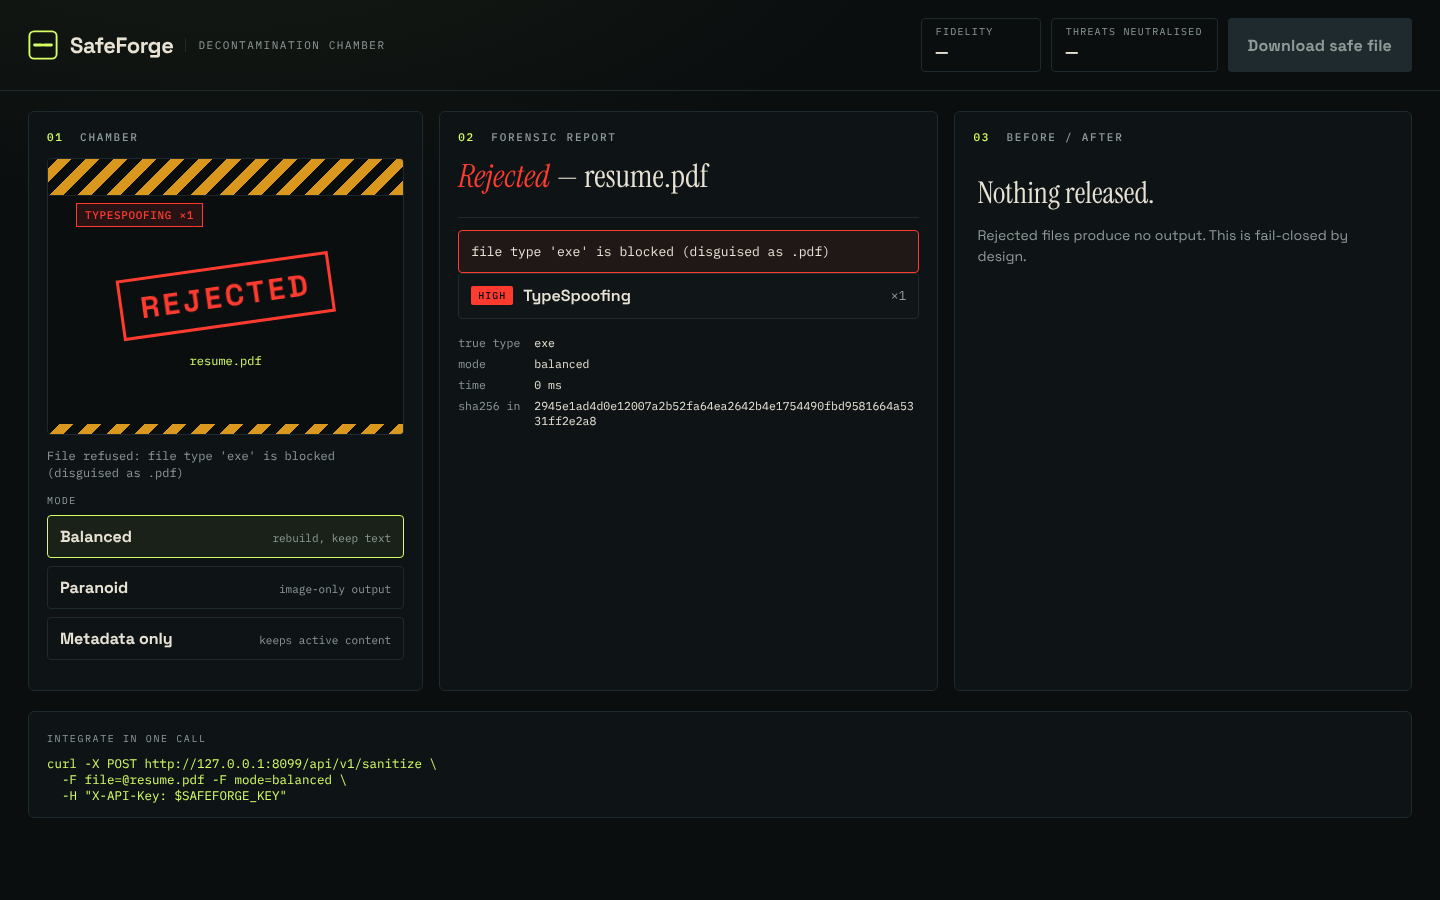 SafeForge
DECONTAMINATION CHAMBER
FIDELITY
—
THREATS NEUTRALISED
—
Download safe file
01 CHAMBER
TYPESPOOFING ×1
REJECTED
resume.pdf
File refused: file type 'exe' is blocked
(disguised as .pdf)
MODE
Balanced rebuild, keep text
Paranoid image-only output
Metadata only keeps active content
02 FORENSIC REPORT
Rejected — resume.pdf
file type 'exe' is blocked (disguised as .pdf)
HIGH TypeSpoofing ×1
true type exe
mode balanced
time 0 ms
sha256 in 2945e1ad4d0e12007a2b52fa64ea2642b4e1754490fbd9581664a53
31ff2e2a8
03 BEFORE / AFTER
Nothing released.
Rejected files produce no output. This is fail-closed by
design.
INTEGRATE IN ONE CALL
curl -X POST http://127.0.0.1:8099/api/v1/sanitize \
-F file=@resume.pdf -F mode=balanced \
-H "X-API-Key: $SAFEFORGE_KEY"